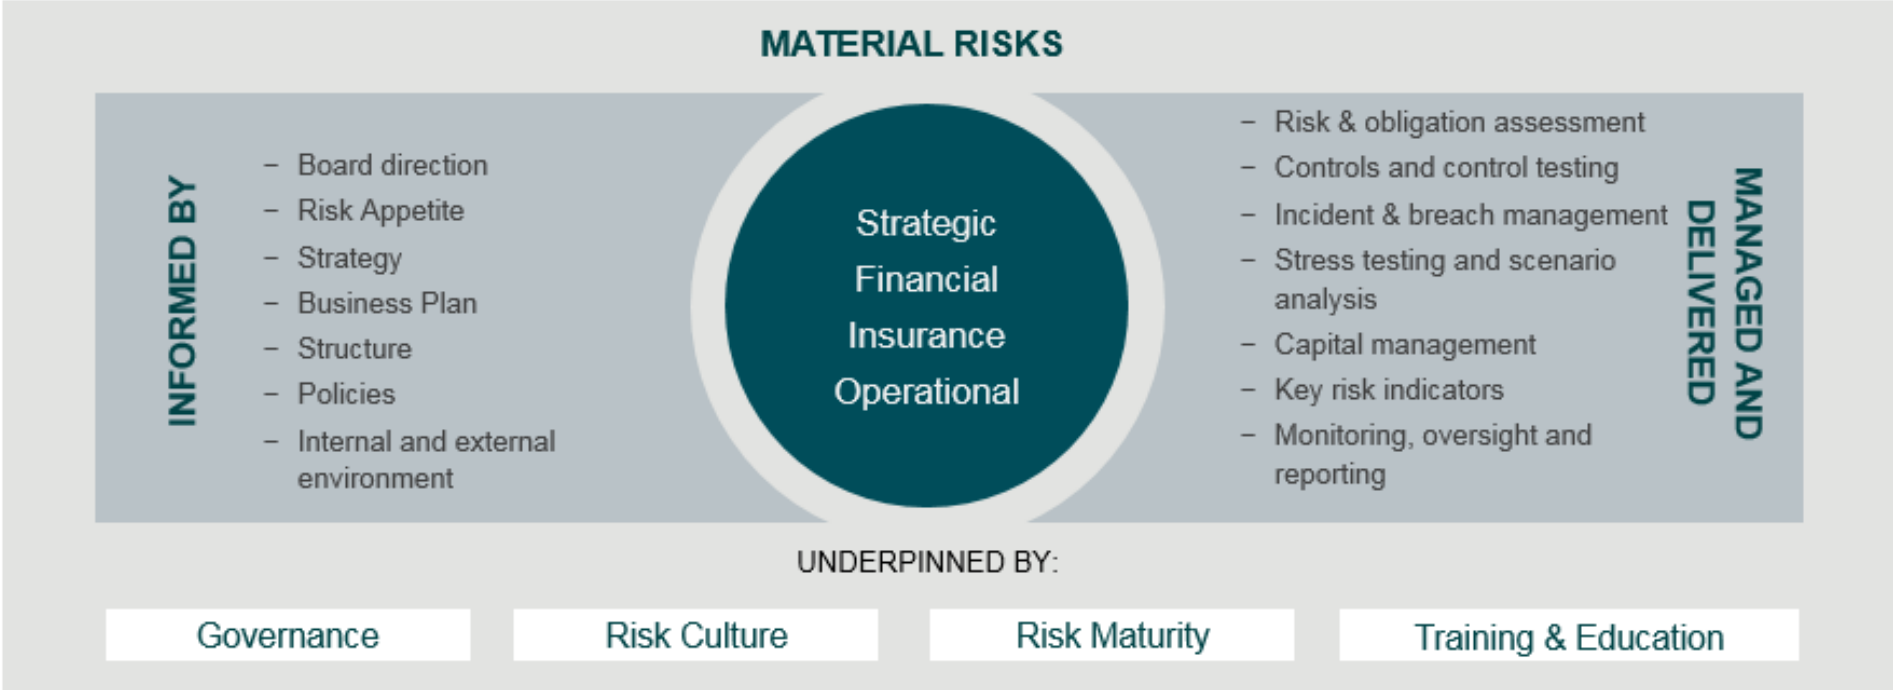 MATERIAL RISKS
INFORMED BY
– Board direction
– Risk Appetite
– Strategy
– Business Plan
– Structure
– Policies
– Internal and external
environment
Strategic
Financial
Insurance
Operational
– Risk & obligation assessment
– Controls and control testing
– Incident & breach management
– Stress testing and scenario
analysis
– Capital management
– Key risk indicators
– Monitoring, oversight and
reporting
MANAGED AND
DELIVERED
UNDERPINNED BY:
Governance
Risk Culture
Risk Maturity
Training & Education